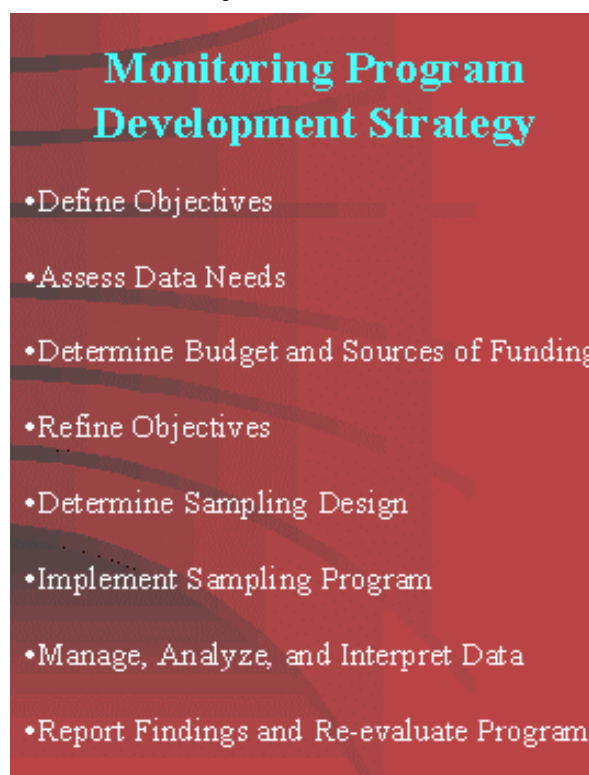 Monitoring Program
Development Strategy
•Define Objectives
•Assess Data Needs
•Determine Budget and Sources of Funding
•Refine Objectives
•Determine Sampling Design
•Implement Sampling Program
•Manage, Analyze, and Interpret Data
•Report Findings and Re-evaluate Program